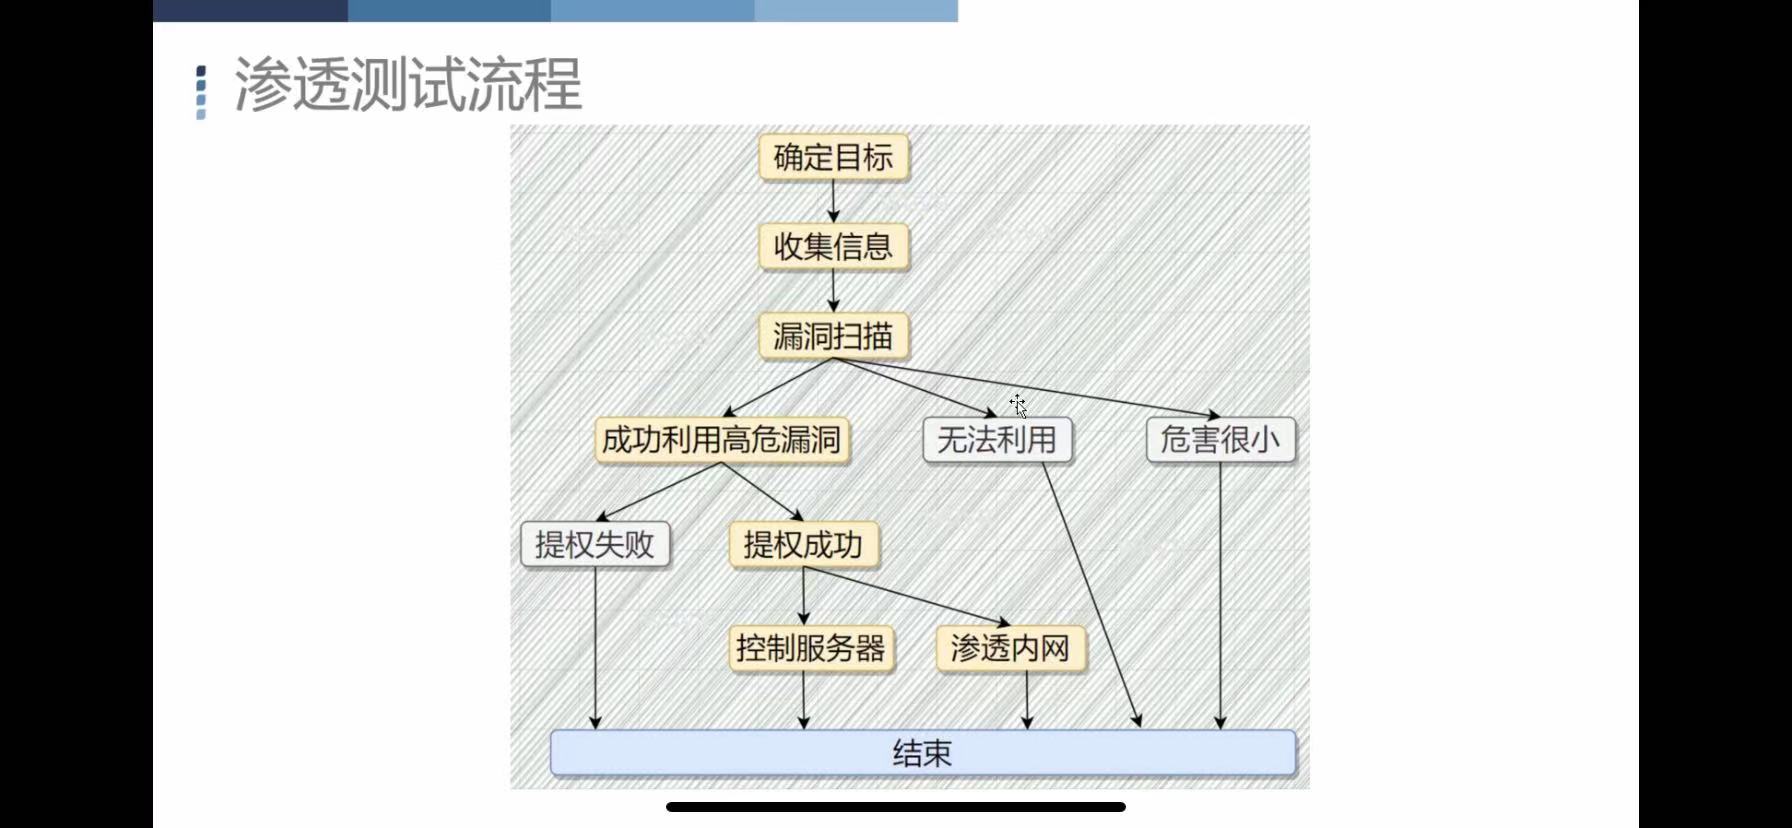 渗透测试流程
确定目标
收集信息
漏洞扫描
成功利用高危漏洞
无法利用
危害很小
提权失败
提权成功
控制服务器
渗透内网
结束